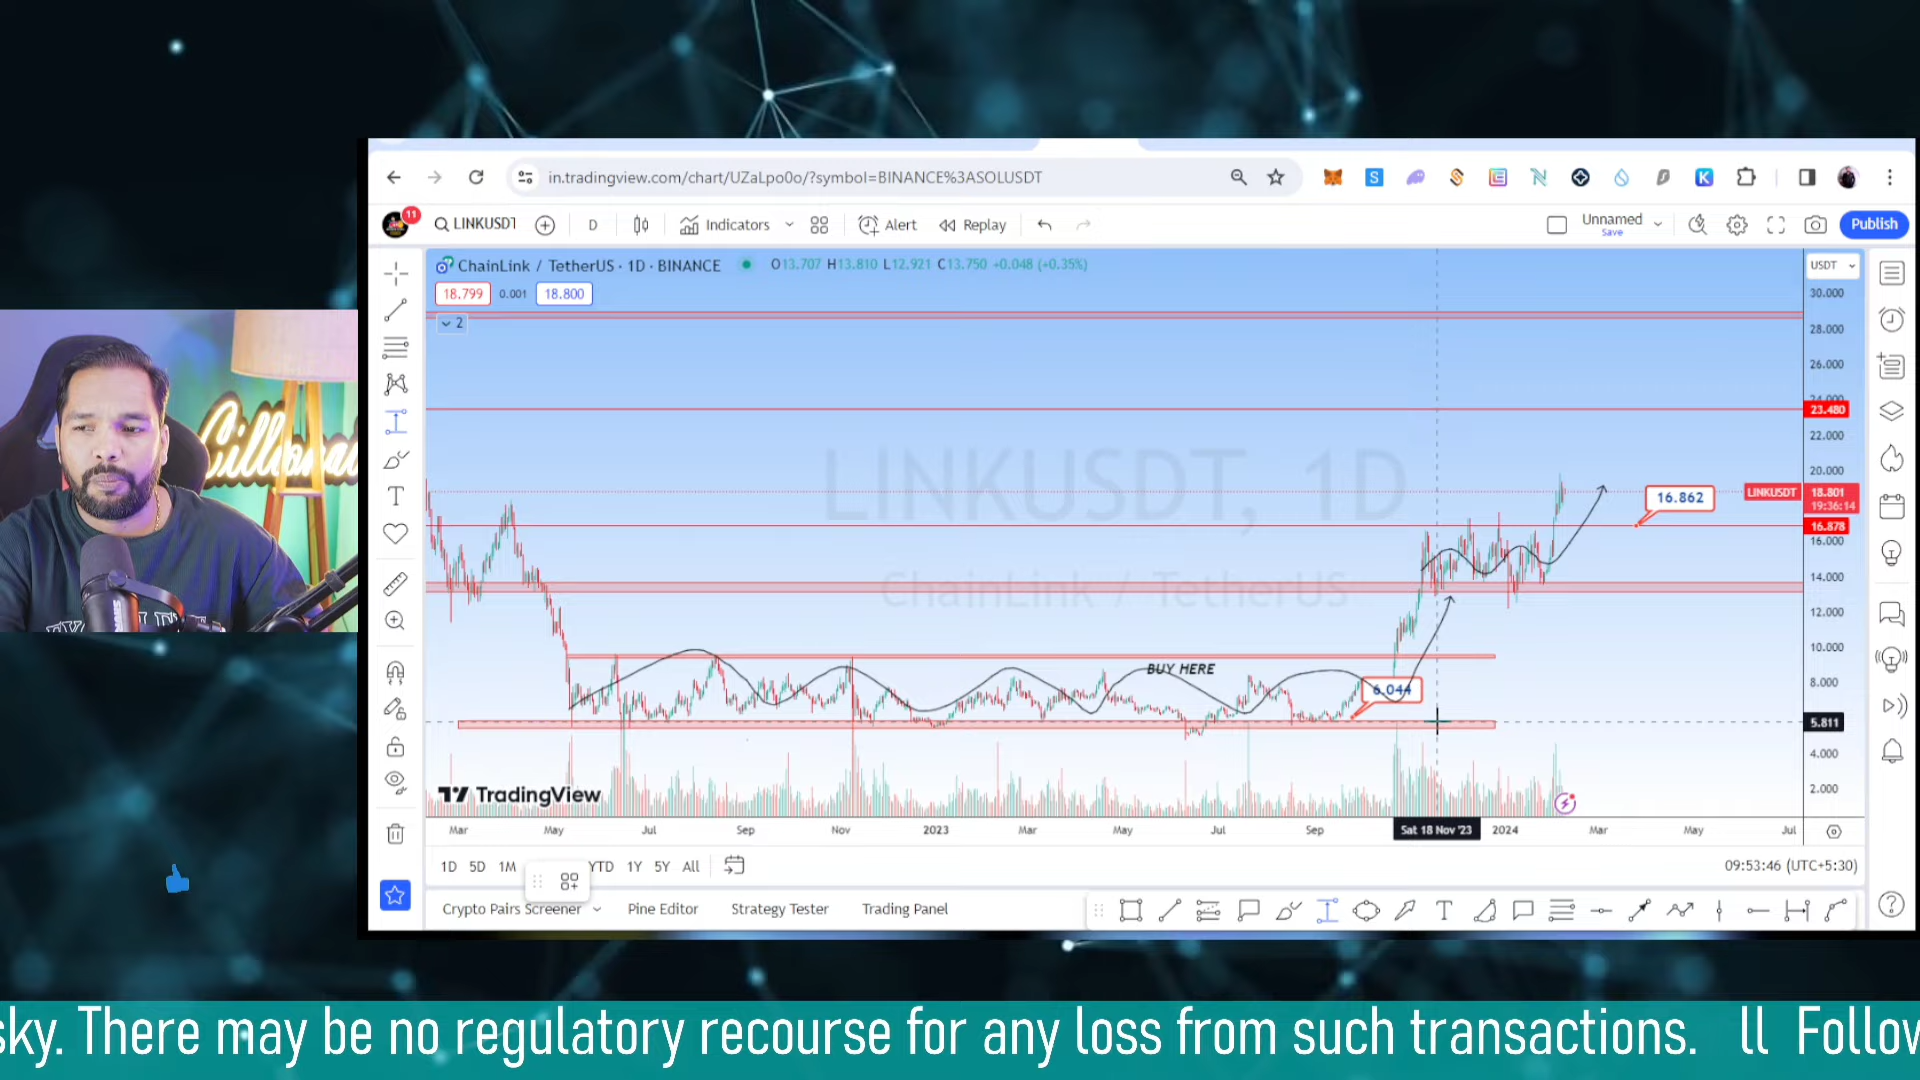 in.tradingview.com/chart/UZaLpo0o/?symbol=BINANCE%3ASOLUSDT
S
K
11
LINKUSDT
D
Indicators
Alert
Replay
Unnamed
Save
Publish
ChainLink / TetherUS · 1D · BINANCE
O13.707 H13.810 L12.921 C13.750 +0.048 (+0.35%)
USDT
18.799
0.001
18.800
2
30.000
28.000
26.000
24.000
23.480
22.000
20.000
LINKUSDT
18.801
19:36:14
16.878
16.000
14.000
12.000
10.000
8.000
5.811
4.000
2.000
LINKUSDT, 1D
ChainLink / TetherUS
16.862
BUY HERE
6.044
TradingView
Mar
May
Jul
Sep
Nov
2023
Mar
May
Jul
Sep
Sat 18 Nov '23
2024
Mar
May
Jul
1D
5D
1M
YTD
1Y
5Y
All
09:53:46 (UTC+5:30)
Crypto Pairs Screener
Pine Editor
Strategy Tester
Trading Panel
sky. There may be no regulatory recourse for any loss from such transactions. ll Follow